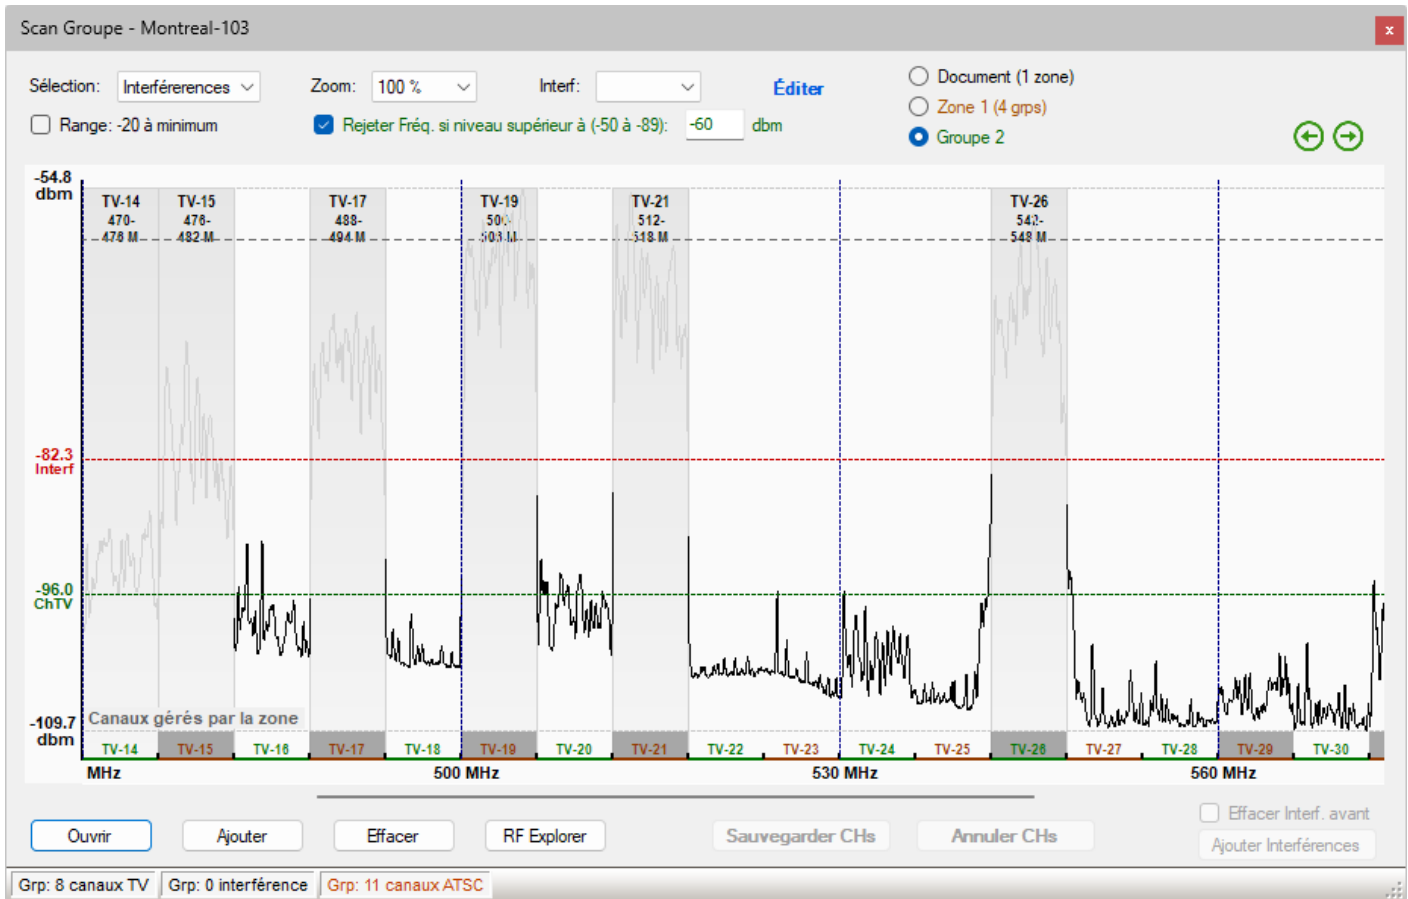 Scan Groupe - Montreal-103
x
Sélection: Interférerences Zoom: 100 % Interf: Éditer
Document (1 zone)
Zone 1 (4 grps)
Groupe 2
Range: -20 à minimum Rejeter Fréq. si niveau supérieur à (-50 à -89): -60 dbm
-54.8
dbm
TV-14 TV-15 TV-17 TV-19 TV-21 TV-26
470- 476- 488- 500- 512- 542-
476 M 482 M 494 M 503 M 518 M 548 M
-82.3
Interf
-96.0
ChTV
-109.7
dbm
Canaux gérés par la zone
TV-14 TV-15 TV-16 TV-17 TV-18 TV-19 TV-20 TV-21 TV-22 TV-23 TV-24 TV-25 TV-26 TV-27 TV-28 TV-29 TV-30
MHz 500 MHz 530 MHz 560 MHz
Effacer Interf. avant
Ouvrir Ajouter Effacer RF Explorer Sauvegarder CHs Annuler CHs Ajouter Interférences
Grp: 8 canaux TV Grp: 0 interférence Grp: 11 canaux ATSC